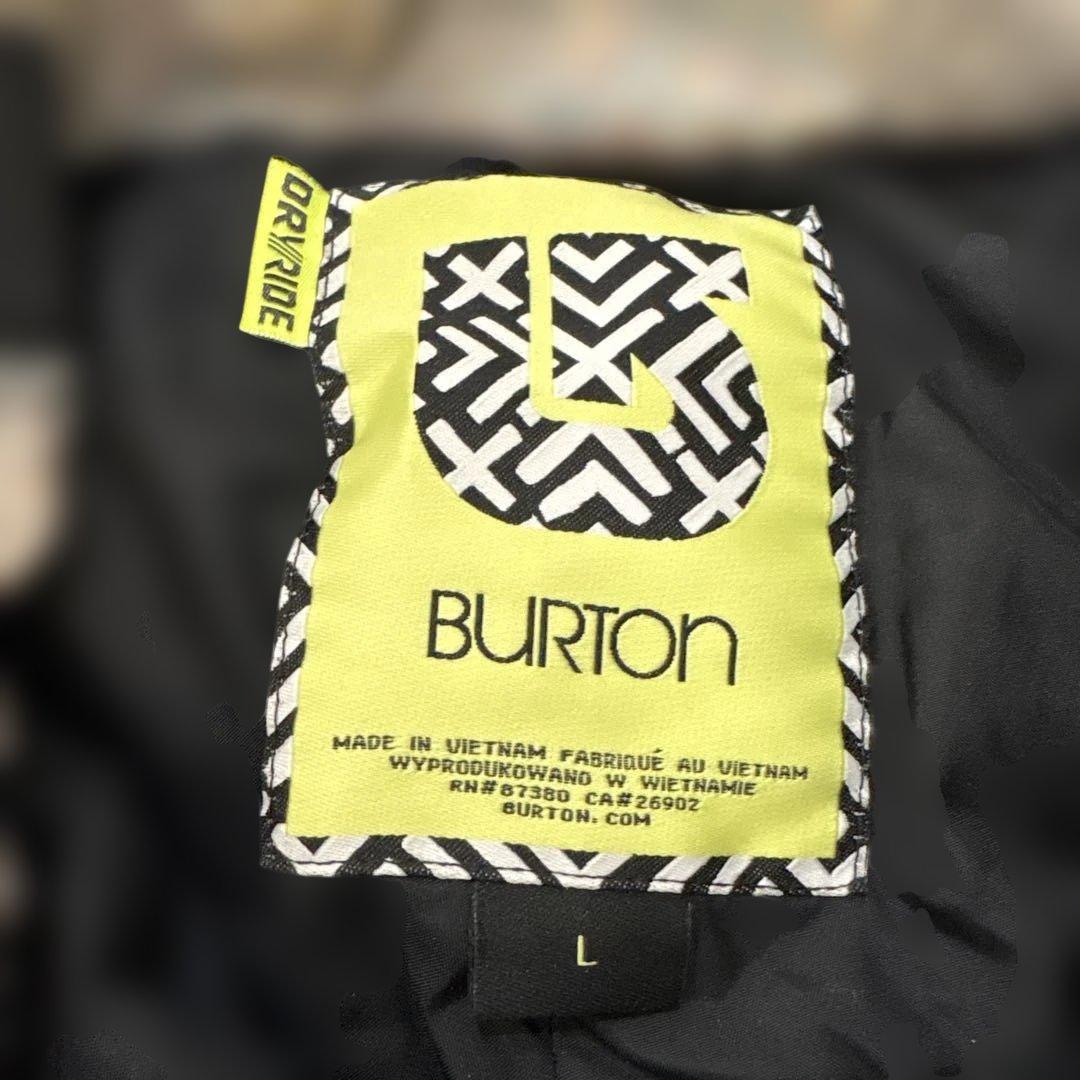 DRYRIDE
BURTON
MADE IN VIETNAM FABRIQUÉ AU VIETNAM
WYPRODUKOWANO W WIETNAMIE
RN#87380 CA#26902
BURTON.COM
L